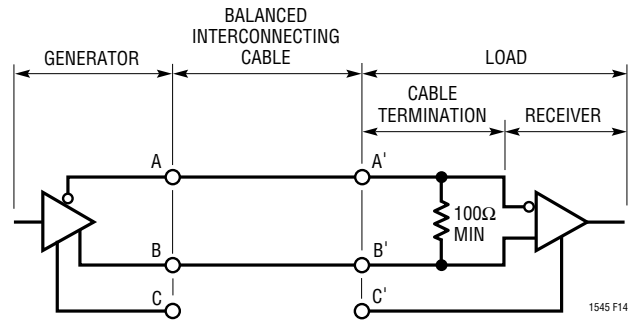 BALANCED
INTERCONNECTING
CABLE
GENERATOR
LOAD
CABLE
TERMINATION
RECEIVER
A
A'
100Ω
MIN
B
B'
C
C'
1545 F14